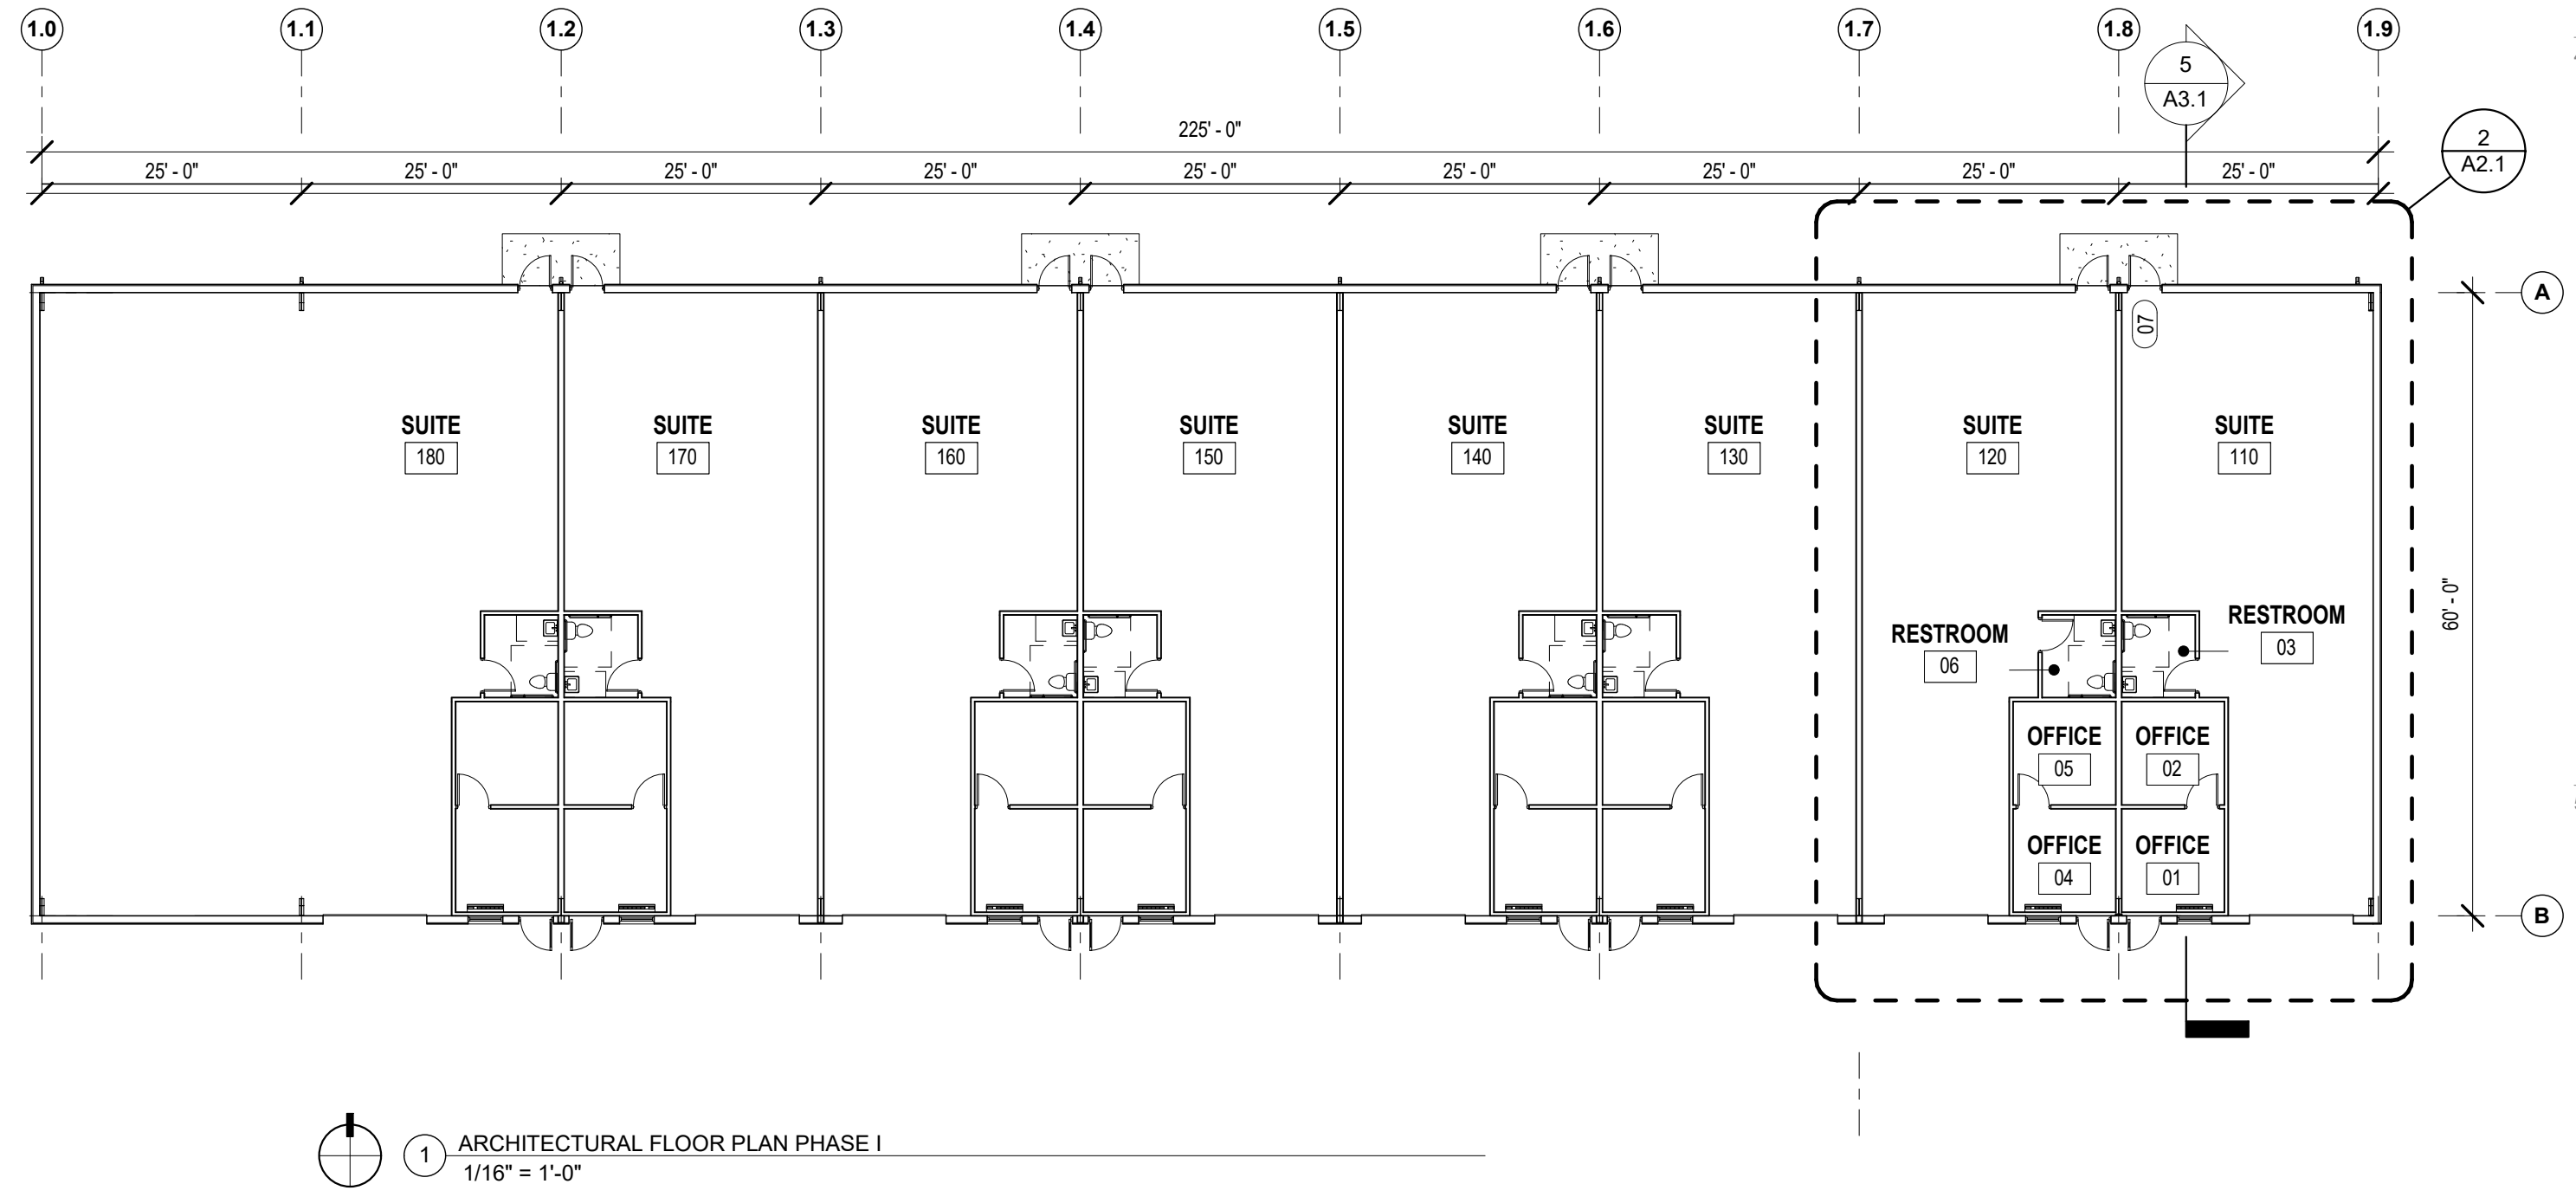 1.0 1.1 1.2 1.3 1.4 1.5 1.6 1.7 1.8 1.9
5
A3.1
2
A2.1
225' - 0"
25' - 0" 25' - 0" 25' - 0" 25' - 0" 25' - 0" 25' - 0" 25' - 0" 25' - 0" 25' - 0"
A
07
SUITE SUITE SUITE SUITE SUITE SUITE SUITE SUITE
180 170 160 150 140 130 120 110
60' - 0"
RESTROOM
03
RESTROOM
06
OFFICE OFFICE
05 02
OFFICE OFFICE
04 01
B
1
ARCHITECTURAL FLOOR PLAN PHASE I
1/16" = 1'-0"